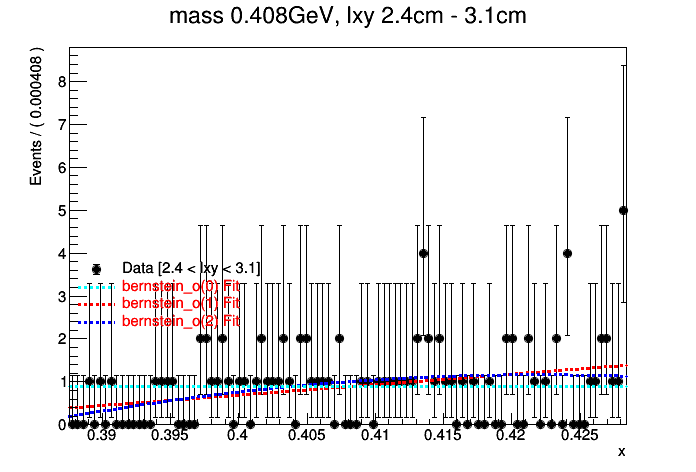 mass 0.408GeV, lxy 2.4cm - 3.1cm
Events / ( 0.000408 )
8
7
6
5
4
3
2
1
0
Data [2.4 < lxy < 3.1]
bernstein_o(0) Fit
bernstein_o(1) Fit
bernstein_o(2) Fit
0.39 0.395 0.4 0.405 0.41 0.415 0.42 0.425
x